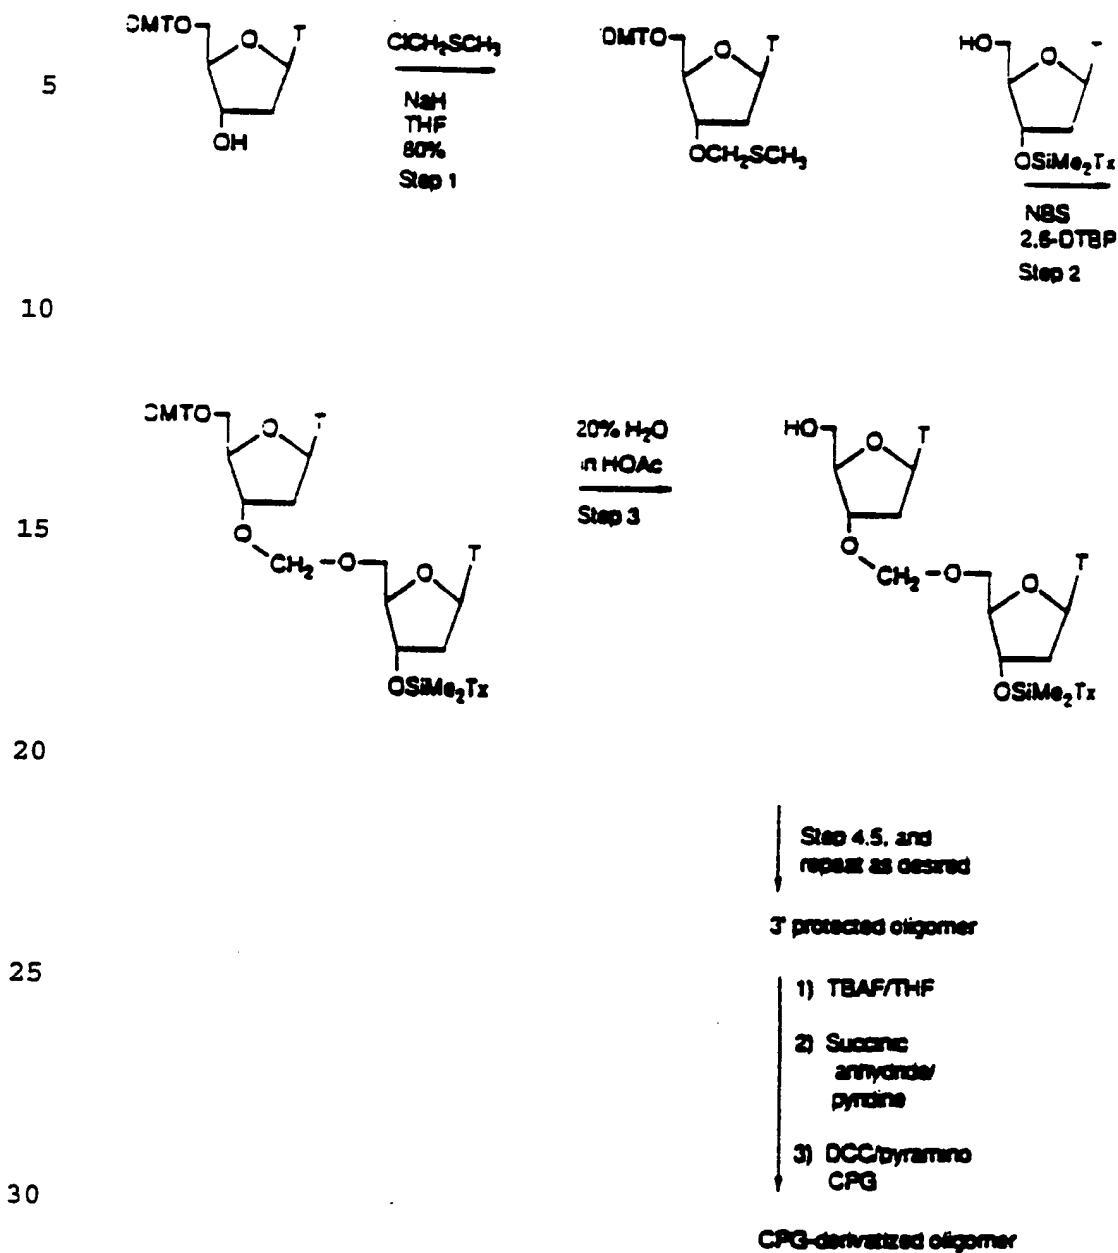 DMTO
O
T
ClCH₂SCH₃
DMTO
O
T
HO
O
T
5
NaH
THF
80%
Step 1
OH
OCH₂SCH₃
OSiMe₂Tx
NBS
2,6-DTBP
Step 2
10
DMTO
O
T
20% H₂O
in HOAc
Step 3
HO
O
T
15
O
CH₂
O
O
T
OSiMe₂Tx
O
CH₂
O
O
T
OSiMe₂Tx
20
Step 4,5, and
repeat as desired
3' protected oligomer
25
1) TBAF/THF
2) Succinic
anhydride/
pyridine
3) DCC/pyramino
CPG
30
CPG-derivatized oligomer